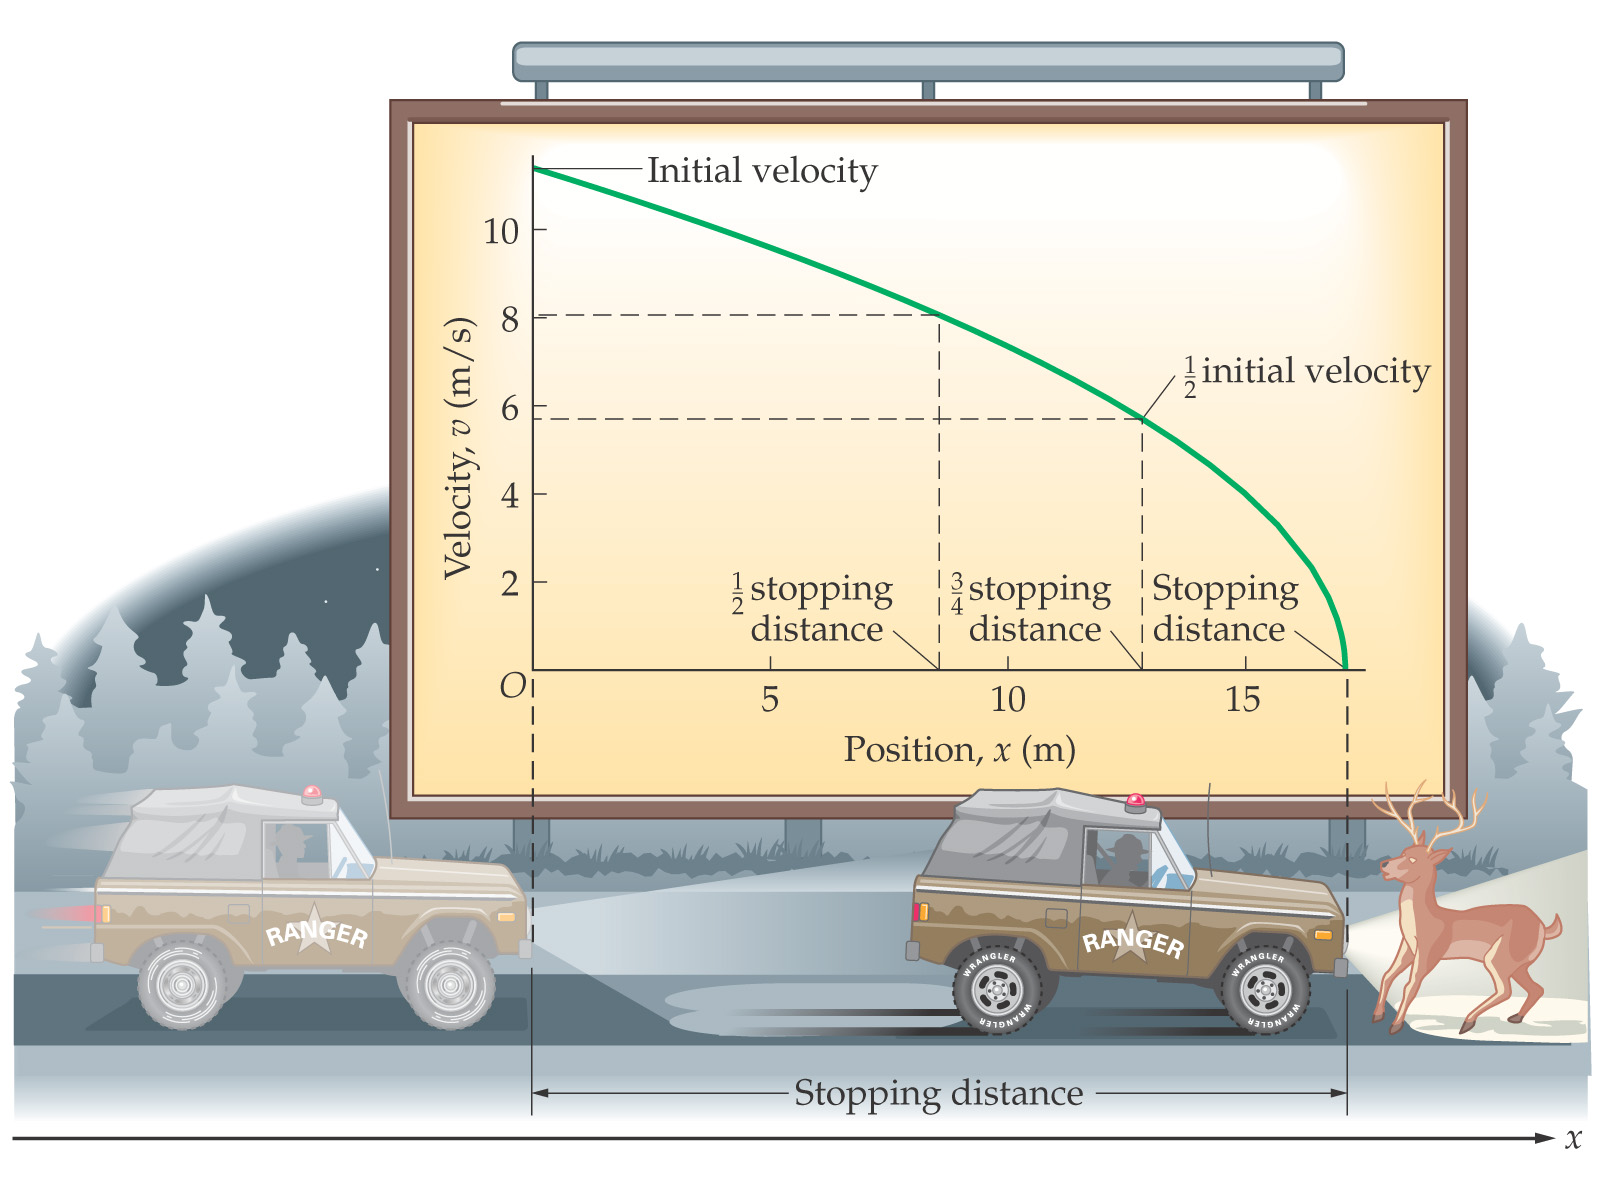 Initial velocity
10
8
6
4
2
O
Velocity, v (m/s)
½ initial velocity
½ stopping
distance
¾ stopping
distance
Stopping
distance
5
10
15
Position, x (m)
RANGER
RANGER
WRANGLER
WRANGLER
WRANGLER
WRANGLER
Stopping distance
x